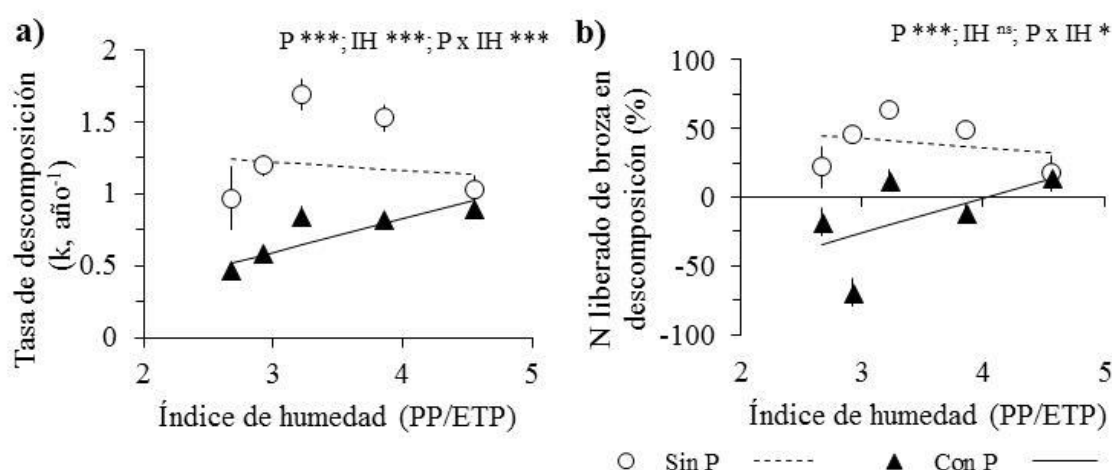 a)
P ***; IH ***; P x IH ***
2
1.5
1
0.5
0
2
3
4
5
Tasa de descomposición
(k, año-1)
Índice de humedad (PP/ETP)
b)
P ***; IH ns; P x IH *
100
50
0
-50
-100
2
3
4
5
N liberado de broza en
descomposicón (%)
Índice de humedad (PP/ETP)
Sin P
Con P